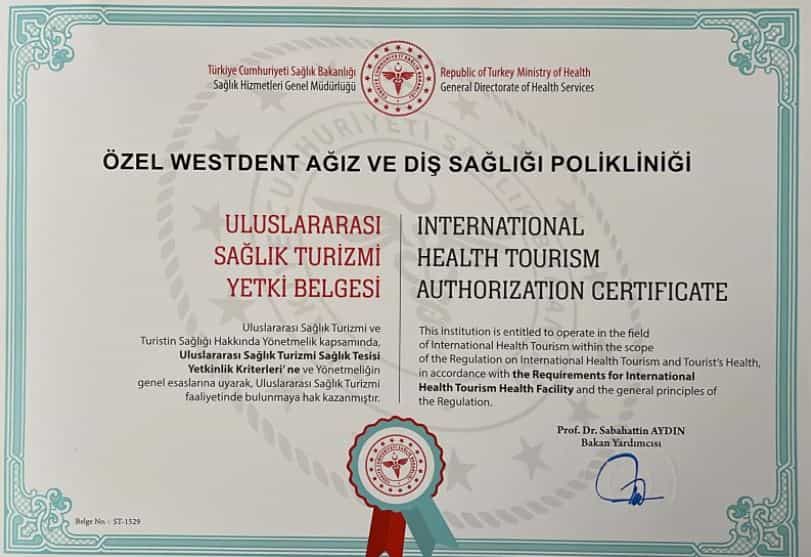 Türkiye Cumhuriyeti Sağlık Bakanlığı
Sağlık Hizmetleri Genel Müdürlüğü
Republic of Turkey Ministry of Health
General Directorate of Health Services
ÖZEL WESTDENT AĞIZ VE DİŞ SAĞLIĞI POLİKLİNİĞİ
ULUSLARARASI
SAĞLIK TURİZMİ
YETKİ BELGESİ
INTERNATIONAL
HEALTH TOURISM
AUTHORIZATION CERTIFICATE
Uluslararası Sağlık Turizmi ve
Turistin Sağlığı Hakkında Yönetmelik kapsamında,
Uluslararası Sağlık Turizmi Sağlık Tesisi
Yetkinlik Kriterleri' ne ve Yönetmeliğin
genel esaslarına uyarak, Uluslararası Sağlık Turizmi
faaliyetinde bulunmaya hak kazanmıştır.
This Institution is entitled to operate in the field
of International Health Tourism within the scope
of the Regulation on International Health Tourism and Tourist's Health,
in accordance with the Requirements for International
Health Tourism Health Facility and the general principles of
the Regulation.
Prof. Dr. Sabahattin AYDIN
Bakan Yardımcısı
Belge No. : ST-1529